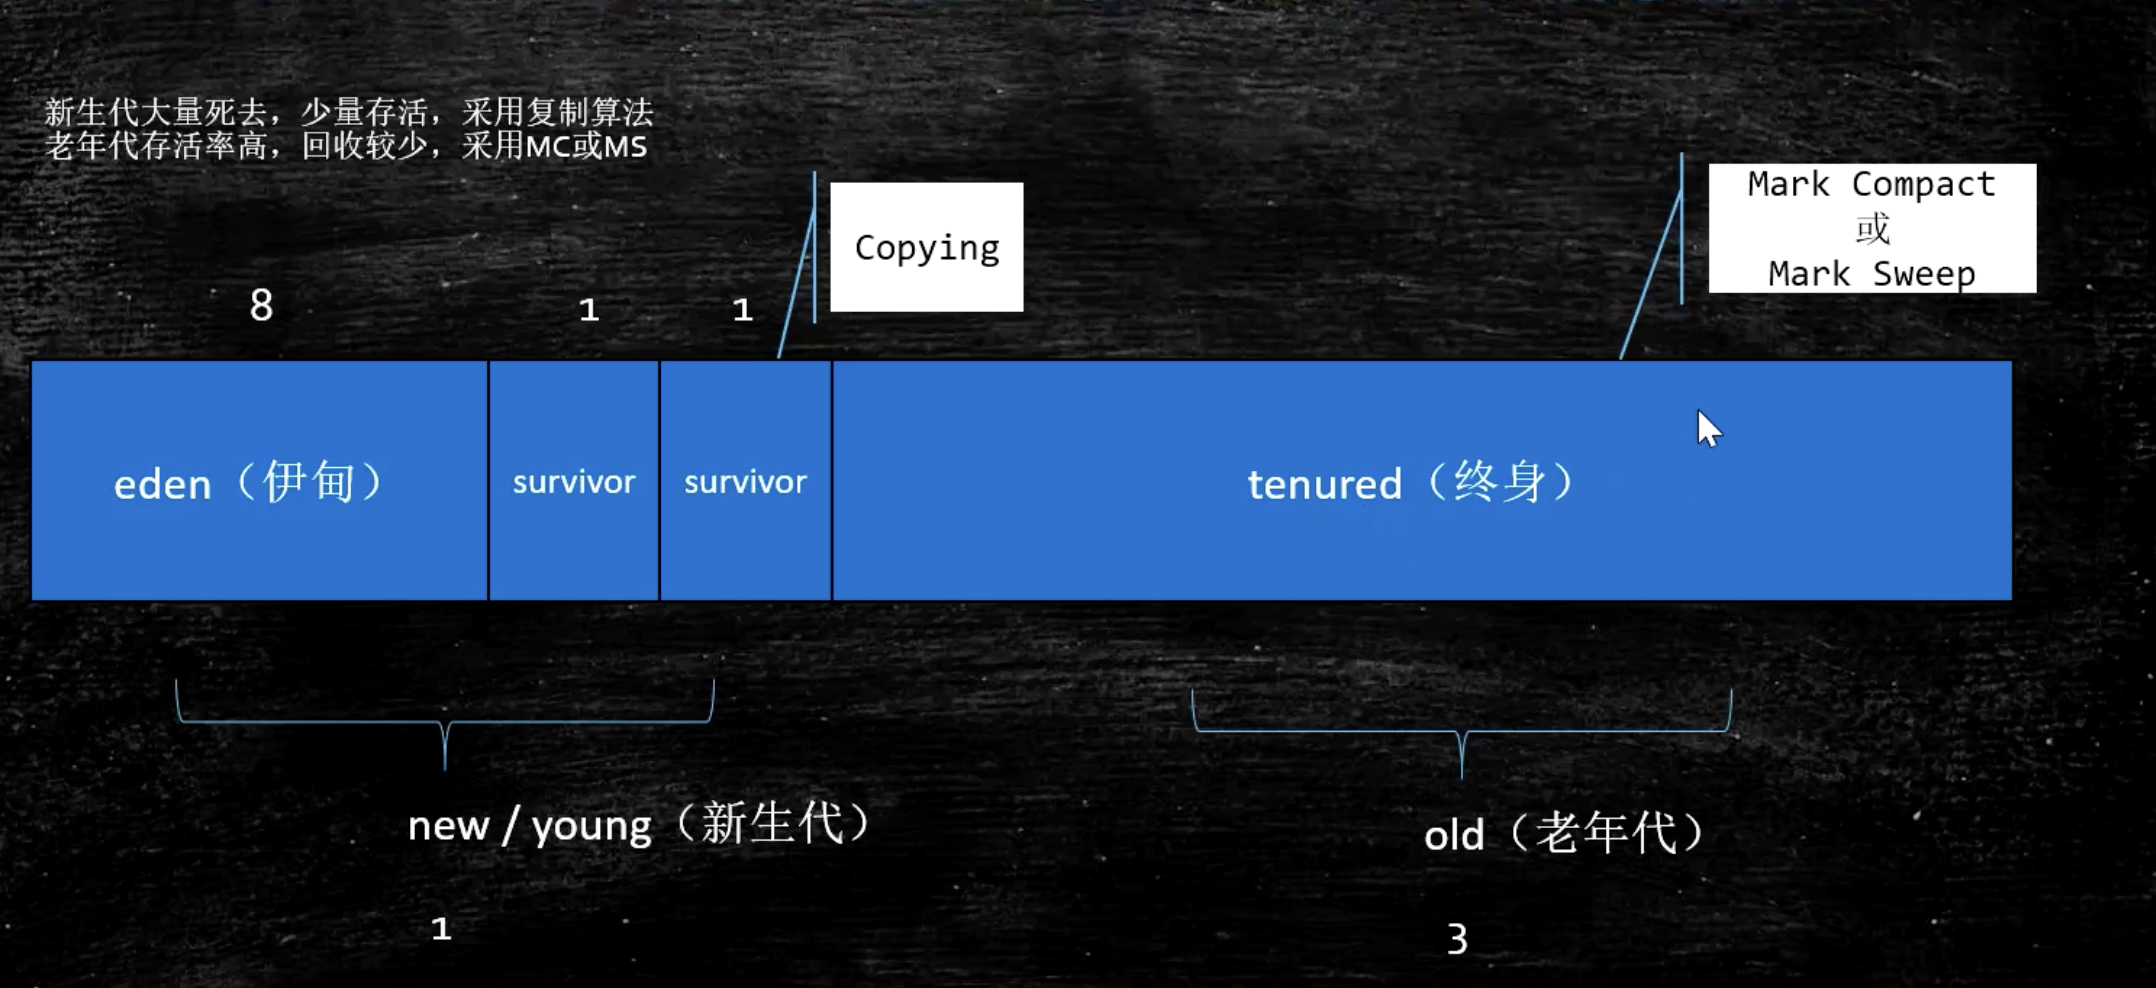 新生代大量死去，少量存活，采用复制算法
老年代存活率高，回收较少，采用MC或MS
Copying
Mark Compact
或
Mark Sweep
8
1
1
eden（伊甸）
survivor
survivor
tenured（终身）
new / young（新生代）
old（老年代）
1
3